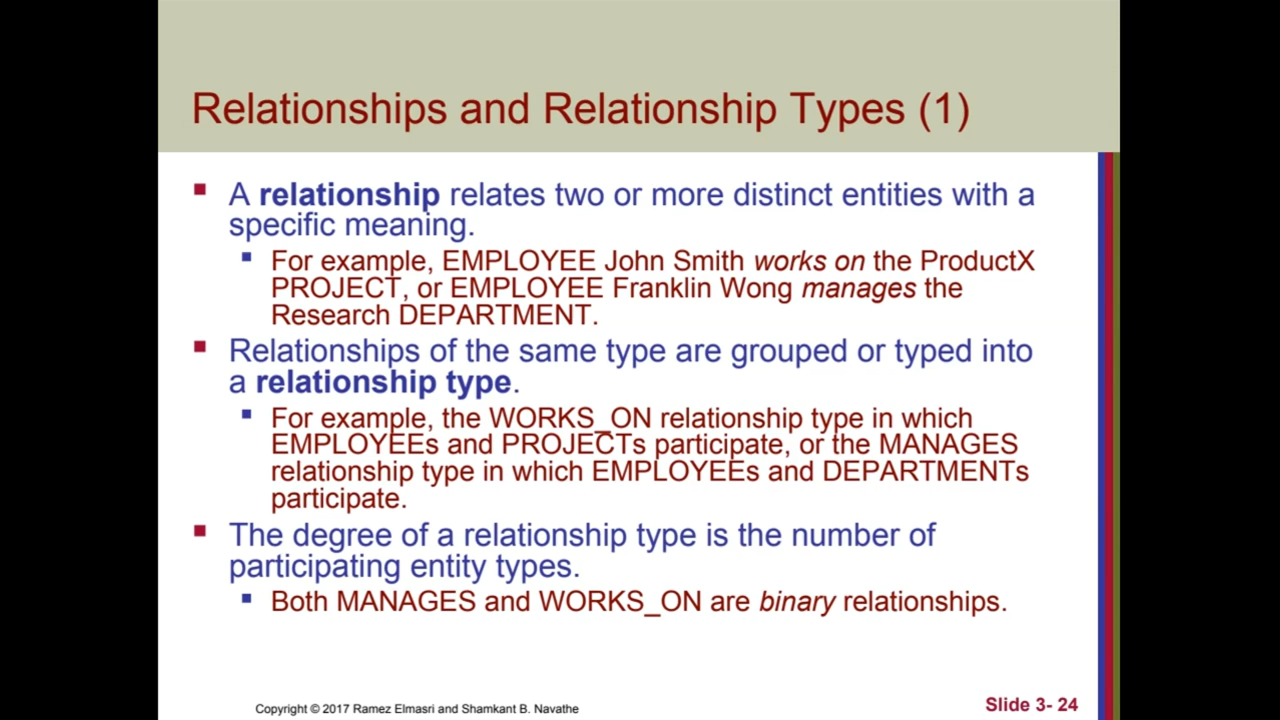 Relationships and Relationship Types (1)
A relationship relates two or more distinct entities with a
specific meaning.
For example, EMPLOYEE John Smith works on the ProductX
PROJECT, or EMPLOYEE Franklin Wong manages the
Research DEPARTMENT.
Relationships of the same type are grouped or typed into
a relationship type.
For example, the WORKS_ON relationship type in which
EMPLOYEEs and PROJECTs participate, or the MANAGES
relationship type in which EMPLOYEEs and DEPARTMENTs
participate.
The degree of a relationship type is the number of
participating entity types.
Both MANAGES and WORKS_ON are binary relationships.
Copyright © 2017 Ramez Elmasri and Shamkant B. Navathe
Slide 3- 24